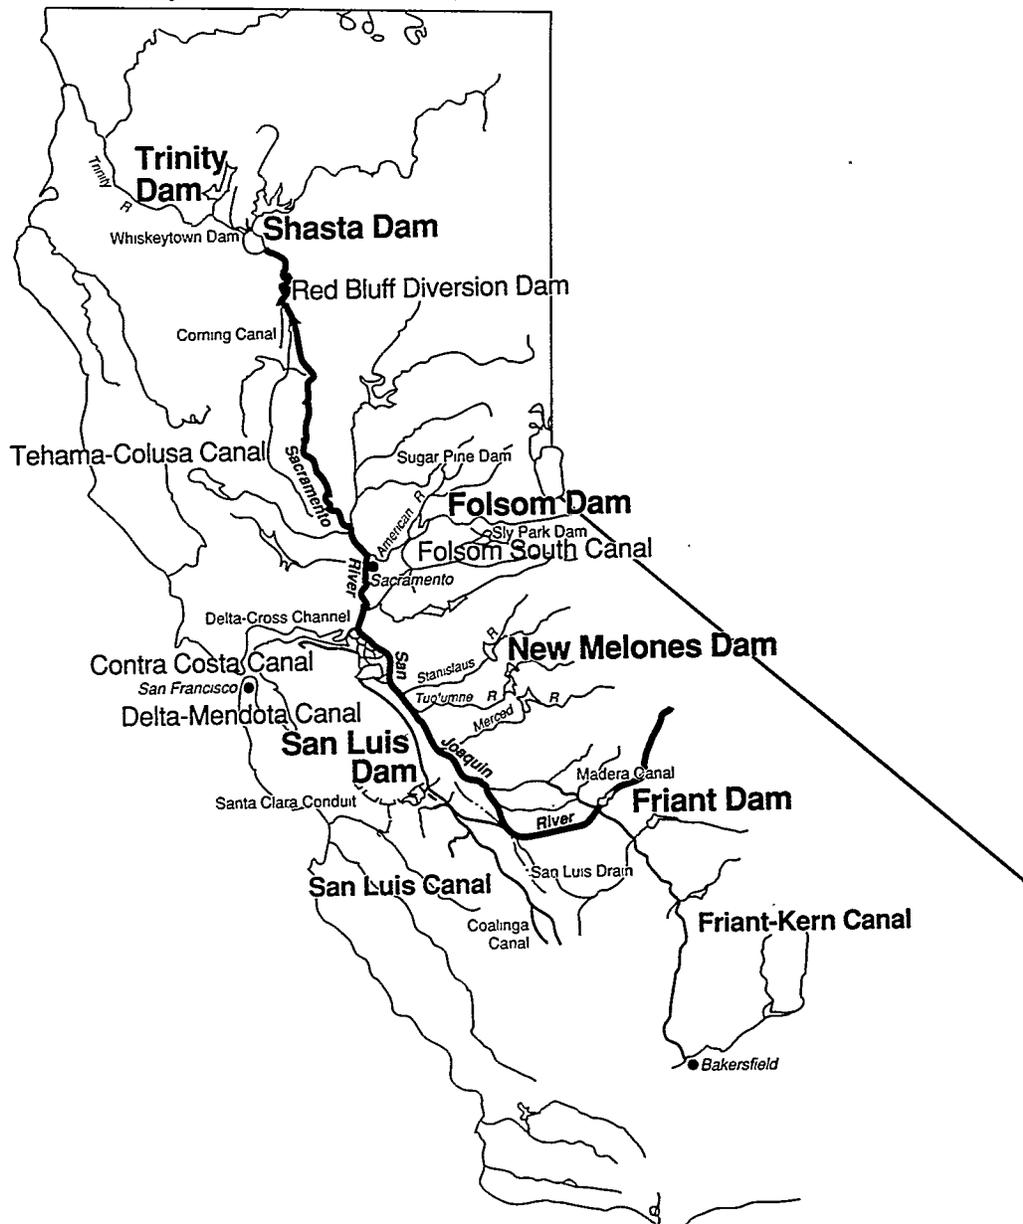 Trinity
Dam
Trinity
R
Whiskeytown Dam
Shasta Dam
Red Bluff Diversion Dam
Corning Canal
Tehama-Colusa Canal
Sacramento
River
Sugar Pine Dam
American R
Folsom Dam
Sly Park Dam
Folsom South Canal
Sacramento
Delta-Cross Channel
Contra Costa Canal
San Francisco
Delta-Mendota Canal
San
Joaquin
River
Stanislaus
R
New Melones Dam
Tuolumne R
Merced
R
San Luis
Dam
Madera Canal
Friant Dam
Santa Clara Conduit
San Luis Drain
San Luis Canal
Coalinga
Canal
Friant-Kern Canal
Bakersfield